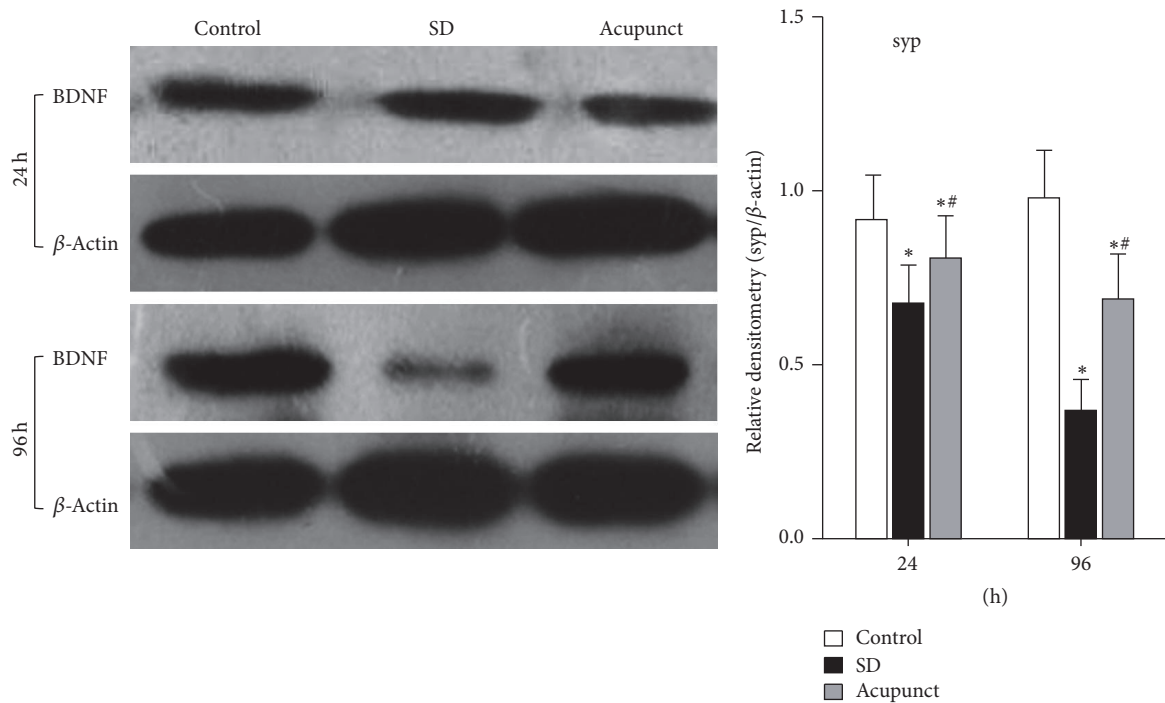 Control SD Acupunct
24 h
BDNF
β-Actin
96 h
BDNF
β-Actin
syp
Relative densitometry (syp/β-actin)
1.5
1.0
0.5
0.0
* *# * *#
24 96
(h)
Control
SD
Acupunct